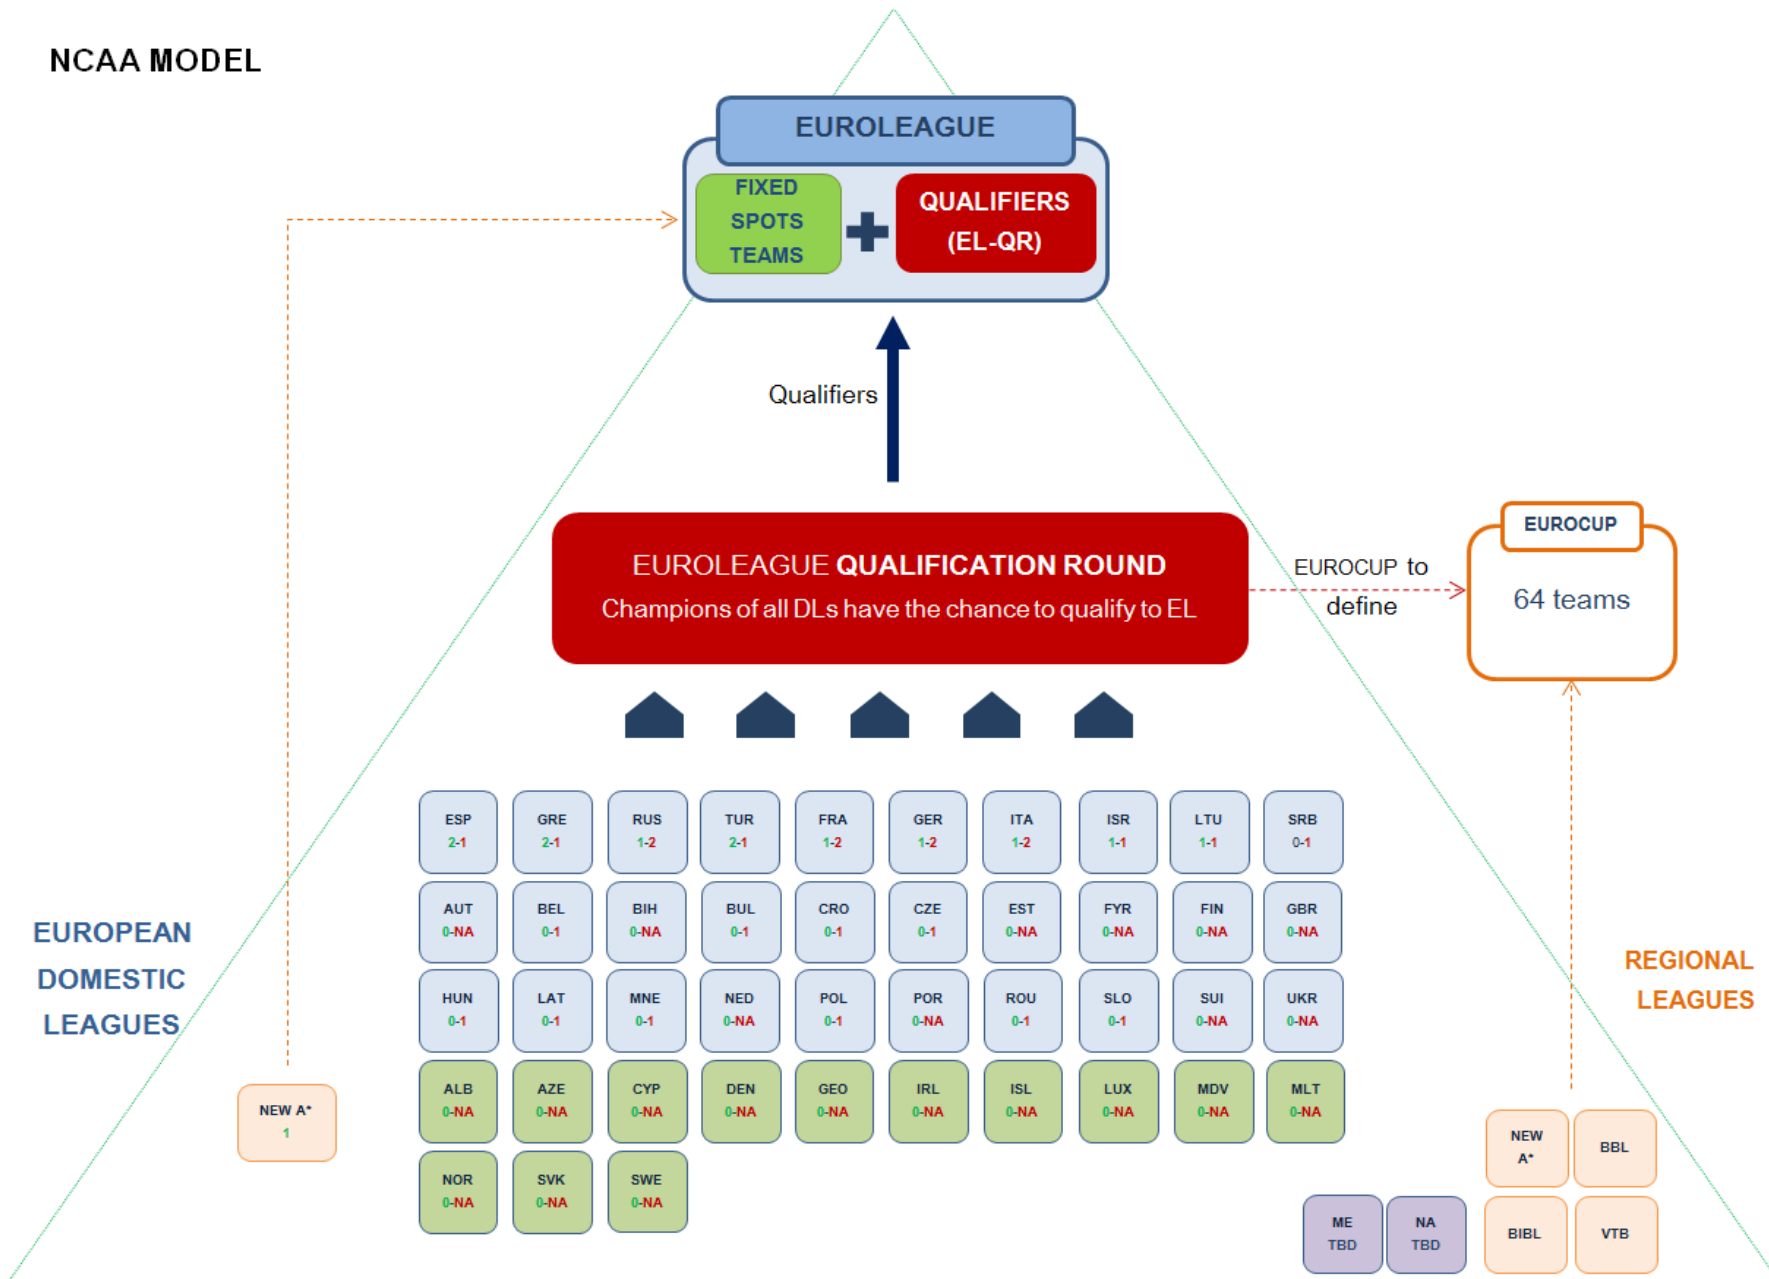 NCAA MODEL
EUROLEAGUE
FIXED
SPOTS
TEAMS
QUALIFIERS
(EL-QR)
Qualifiers
EUROLEAGUE QUALIFICATION ROUND
Champions of all DLs have the chance to qualify to EL
EUROCUP to
define
EUROCUP
64 teams
ESP GRE RUS TUR FRA GER ITA ISR LTU SRB
2-1 2-1 1-2 2-1 1-2 1-2 1-2 1-1 1-1 0-1
AUT BEL BIH BUL CRO CZE EST FYR FIN GBR
0-NA 0-1 0-NA 0-1 0-1 0-1 0-NA 0-NA 0-NA 0-NA
HUN LAT MNE NED POL POR ROU SLO SUI UKR
0-1 0-1 0-1 0-NA 0-1 0-NA 0-1 0-1 0-NA 0-NA
ALB AZE CYP DEN GEO IRL ISL LUX MDV MLT
0-NA 0-NA 0-NA 0-NA 0-NA 0-NA 0-NA 0-NA 0-NA 0-NA
NOR SVK SWE
0-NA 0-NA 0-NA
EUROPEAN
DOMESTIC
LEAGUES
NEW A*
1
REGIONAL
LEAGUES
NEW
A*
BBL
ME NA
TBD TBD
BIBL VTB